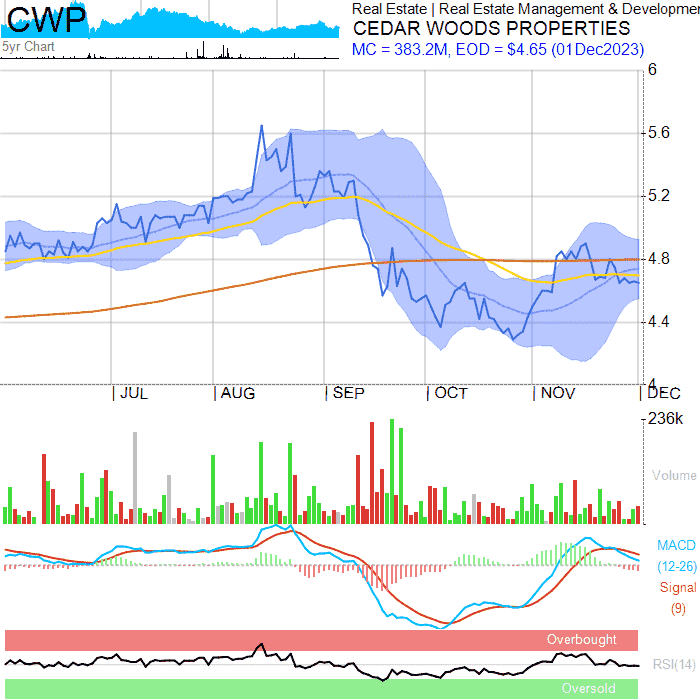 CWP
5yr Chart
Real Estate | Real Estate Management & Developmen
CEDAR WOODS PROPERTIES
MC = 383.2M, EOD = $4.65 (01Dec2023)
6
5.6
5.2
4.8
4.4
4
JUL AUG SEP OCT NOV DEC
236k
Volume
MACD
(12-26)
Signal
(9)
Overbought
RSI(14)
Oversold